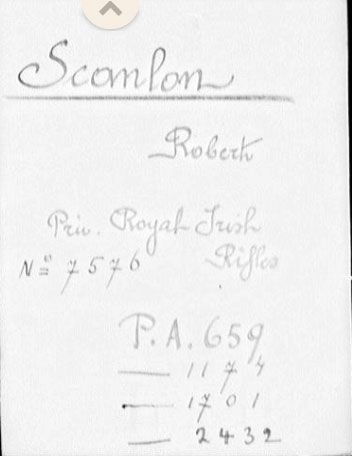 Scanlon
Robert
Priv. Royal Irish
Nº 7576 Rifles
P.A. 659
— 1174
— 1701
— 2432